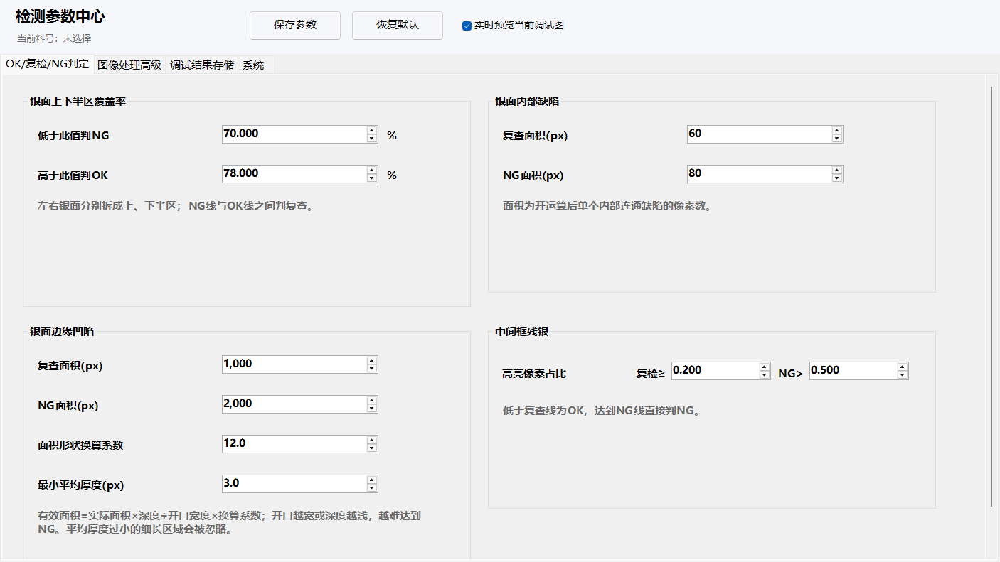 检测参数中心
当前料号：未选择
保存参数
恢复默认
实时预览当前调试图
OK/复检/NG判定
图像处理高级
调试结果存储
系统
银面上下半区覆盖率
低于此值判NG
70.000
%
高于此值判OK
78.000
%
左右银面分别拆成上、下半区；NG线与OK线之间判复查。
银面内部缺陷
复查面积(px)
60
NG面积(px)
80
面积为开运算后单个内部连通缺陷的像素数。
银面边缘凹陷
复查面积(px)
1,000
NG面积(px)
2,000
面积形状换算系数
12.0
最小平均厚度(px)
3.0
有效面积=实际面积×深度÷开口宽度×换算系数；开口越宽或深度越浅，越难达到
NG。平均厚度过小的细长区域会被忽略。
中间框残银
高亮像素占比
复检≥
0.200
NG>
0.500
低于复查线为OK，达到NG线直接判NG。